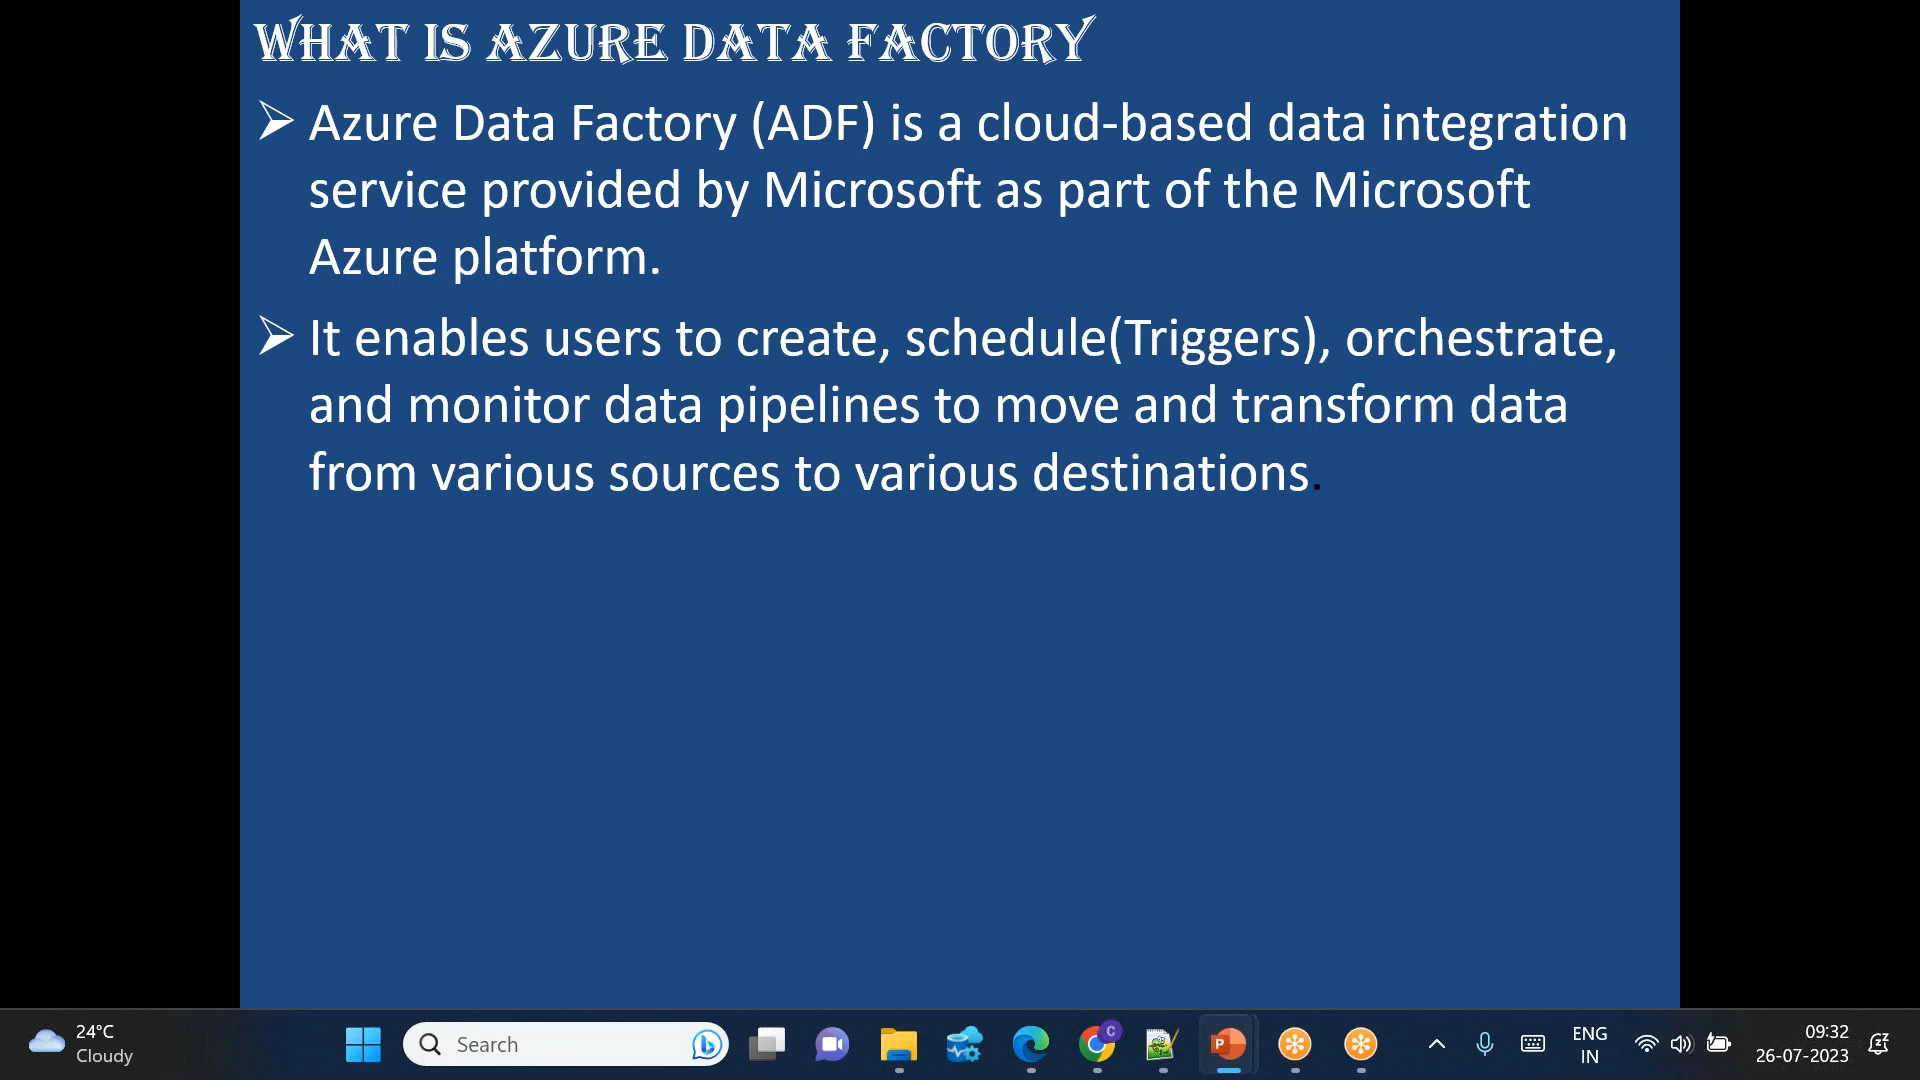 WHAT IS AZURE DATA FACTORY
➢ Azure Data Factory (ADF) is a cloud-based data integration
service provided by Microsoft as part of the Microsoft
Azure platform.
➢ It enables users to create, schedule(Triggers), orchestrate,
and monitor data pipelines to move and transform data
from various sources to various destinations.
24°C
Cloudy
Search
C
P
ENG
IN
09:32
26-07-2023